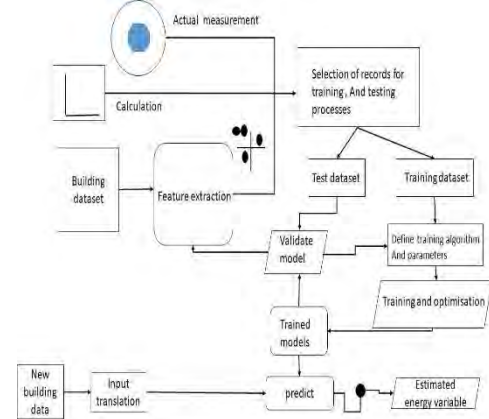 Actual measurement
Selection of records for
training, And testing
processes
Calculation
Building
dataset
Feature extraction
Test dataset
Training dataset
Validate
model
Define training algorithm
And parameters
Training and optimisation
Trained
models
New
building
data
Input
translation
predict
Estimated
energy variable